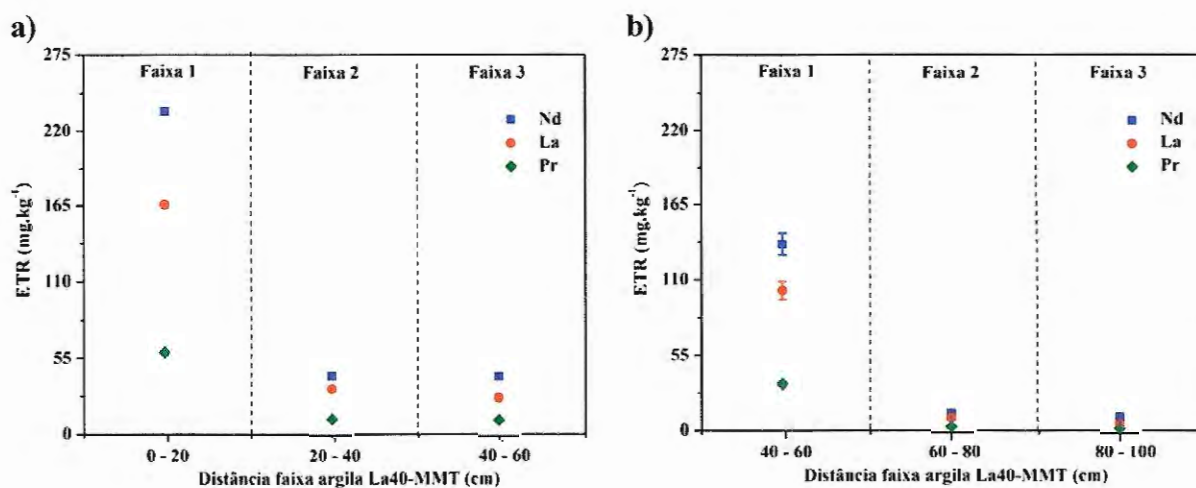 a)
275
220
165
110
55
0
ETR (mg.kg⁻¹)
Faixa 1 Faixa 2 Faixa 3
Nd
La
Pr
0 - 20 20 - 40 40 - 60
Distância faixa argila La40-MMT (cm)
b)
275
220
165
110
55
0
ETR (mg.kg⁻¹)
Faixa 1 Faixa 2 Faixa 3
Nd
La
Pr
40 - 60 60 - 80 80 - 100
Distância faixa argila La40-MMT (cm)